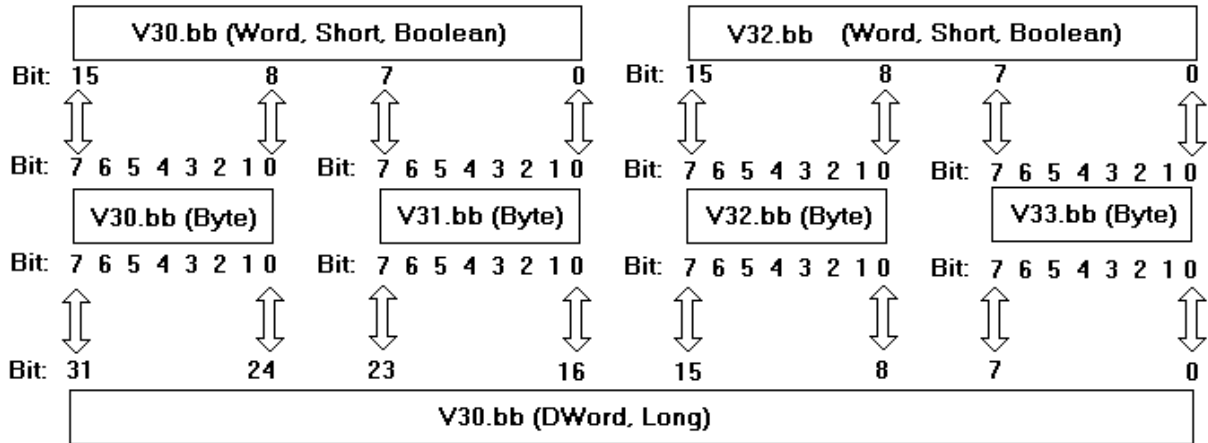 V30.bb (Word, Short, Boolean) V32.bb (Word, Short, Boolean)
Bit: 15 8 7 0 Bit: 15 8 7 0
Bit: 7 6 5 4 3 2 1 0 Bit: 7 6 5 4 3 2 1 0 Bit: 7 6 5 4 3 2 1 0 Bit: 7 6 5 4 3 2 1 0
V30.bb (Byte) V31.bb (Byte) V32.bb (Byte) V33.bb (Byte)
Bit: 7 6 5 4 3 2 1 0 Bit: 7 6 5 4 3 2 1 0 Bit: 7 6 5 4 3 2 1 0 Bit: 7 6 5 4 3 2 1 0
Bit: 31 24 23 16 15 8 7 0
V30.bb (DWord, Long)